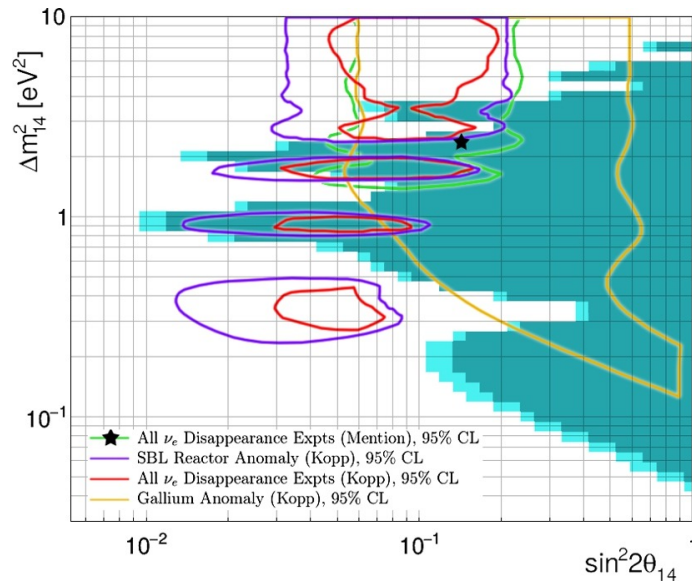 10
Δm²₁₄ [eV²]
1
10⁻¹
All νₑ Disappearance Expts (Mention), 95% CL
SBL Reactor Anomaly (Kopp), 95% CL
All νₑ Disappearance Expts (Kopp), 95% CL
Gallium Anomaly (Kopp), 95% CL
10⁻² 10⁻¹ 1
sin²2θ₁₄